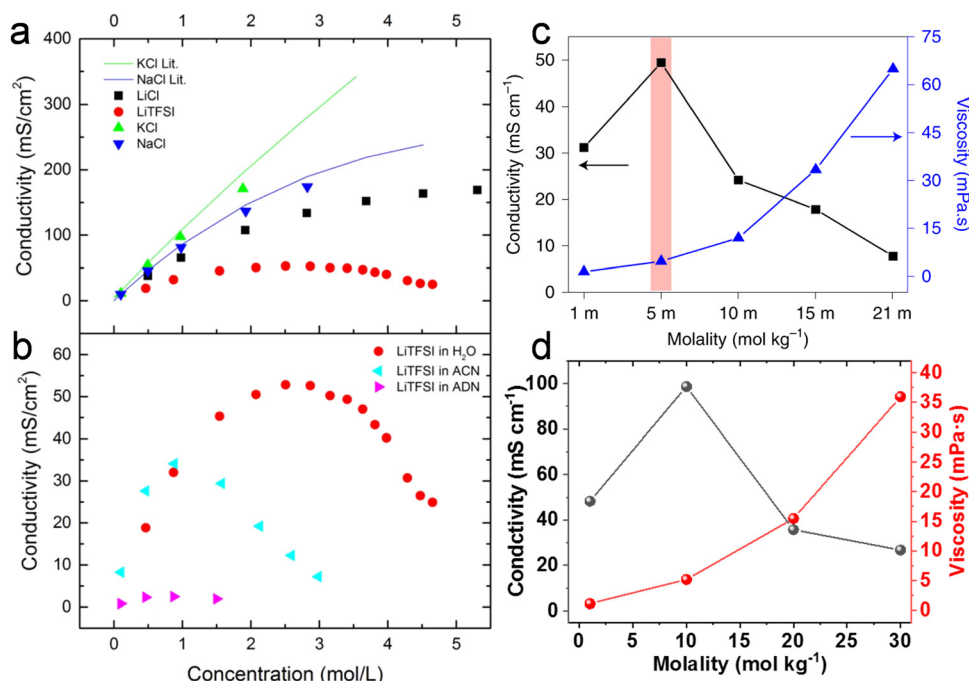 a
0 1 2 3 4 5
400
300
200
100
0
Conductivity (mS/cm²)
KCl Lit.
NaCl Lit.
LiCl
LiTFSI
KCl
NaCl
b
60
50
40
30
20
10
0
Conductivity (mS/cm²)
LiTFSI in H₂O
LiTFSI in ACN
LiTFSI in ADN
0 1 2 3 4 5
Concentration (mol/L)
c
50
40
30
20
10
0
Conductivity (mS cm⁻¹)
75
60
45
30
15
0
Viscosity
(mPa.s)
1 m 5 m 10 m 15 m 21 m
Molality (mol kg⁻¹)
d
100
80
60
40
20
0
Condctivity (mS cm⁻¹)
40
35
30
25
20
15
10
5
0
Viscosity (mPa·s)
0 10 20 30
Molality (mol kg⁻¹)